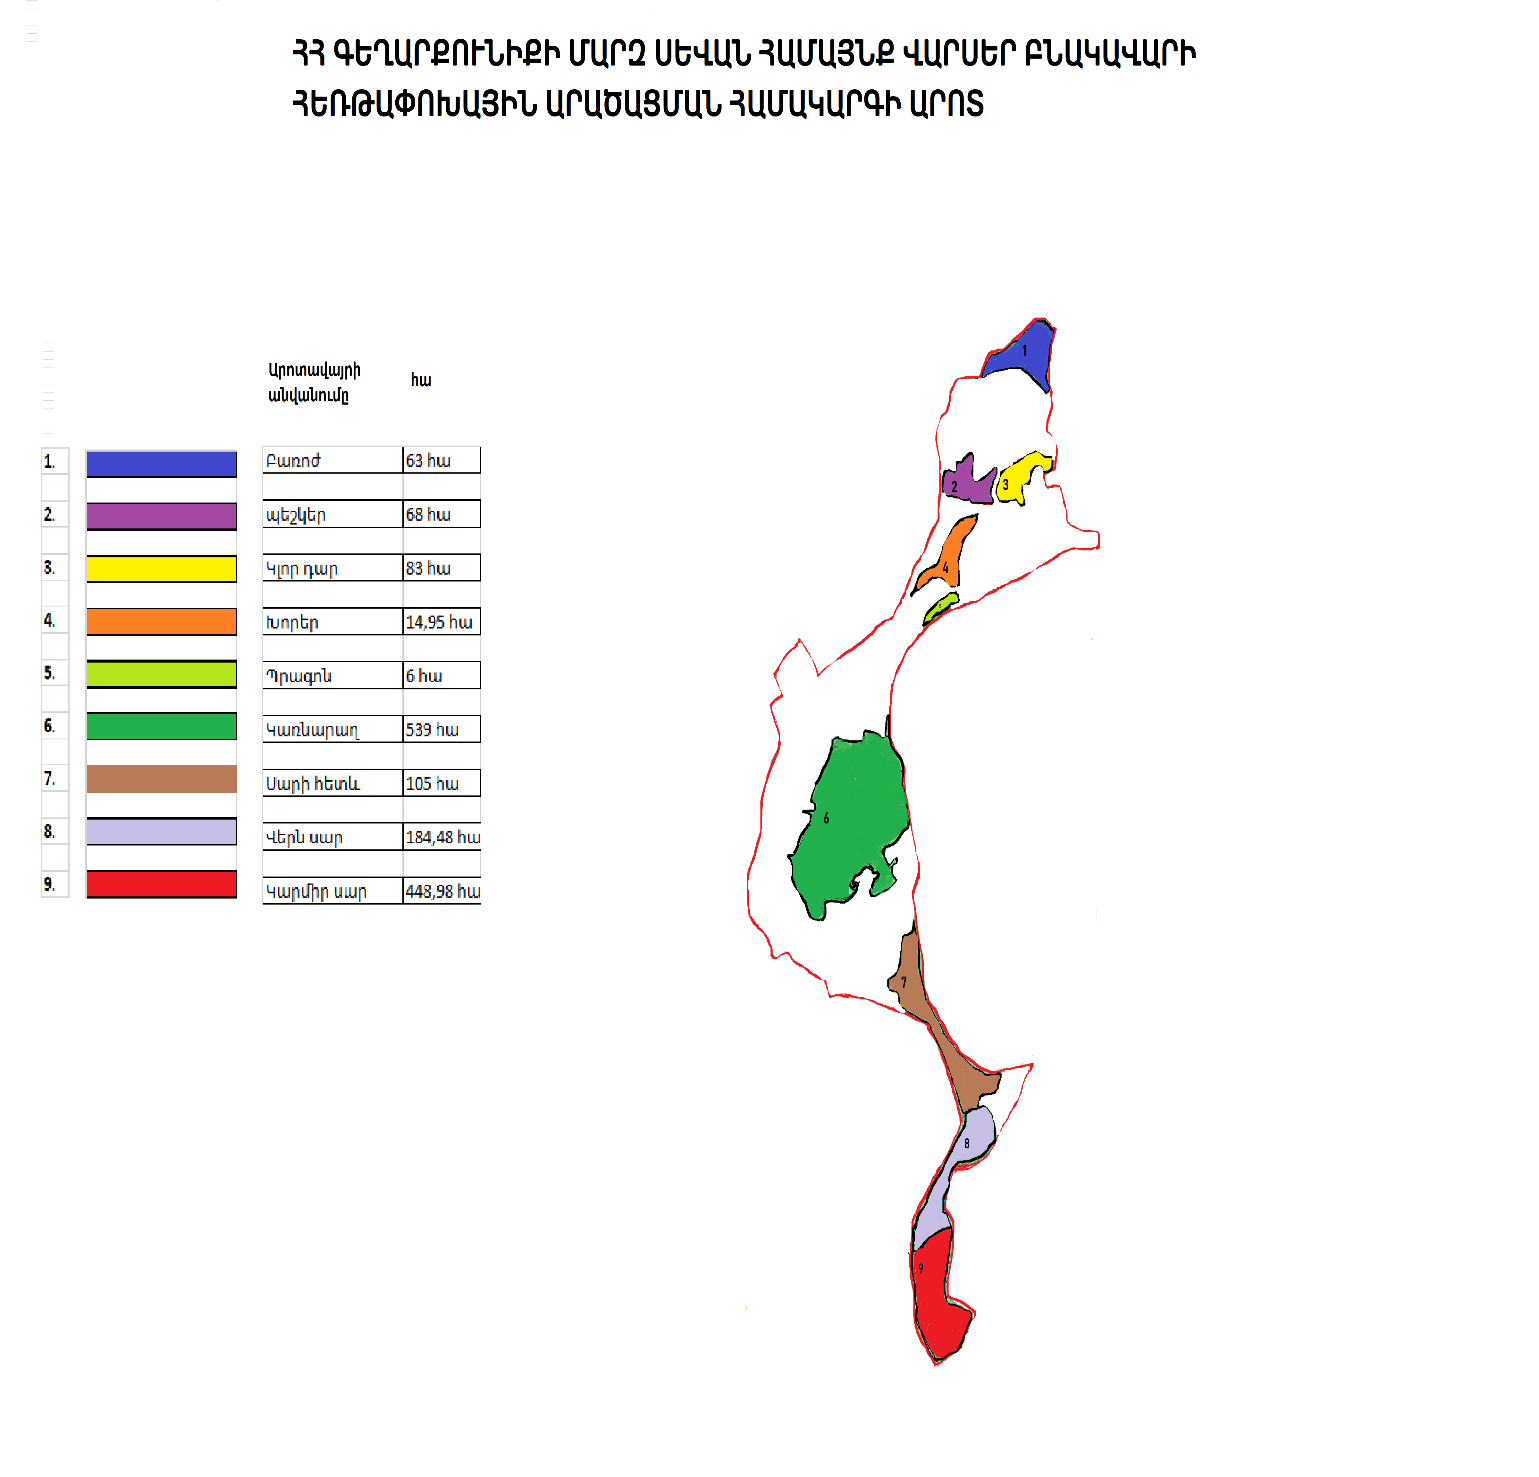 ՀՀ ԳԵՂԱՐՔՈՒՆԻՔԻ ՄԱՐԶ ՍԵՎԱՆ ՀԱՄԱՅՆՔ ՎԱՐՍԵՐ ԲՆԱԿԱՎԱՐԻ
ՀԵՌԹԱՓՈԽԱՅԻՆ ԱՐԱԾԱՑՄԱՆ ՀԱՄԱԿԱՐԳԻ ԱՐՈՏ
Արոտավայրի
անվանումը
հա
1. Բառոժ 63 հա
2. պեշկեր 68 հա
3. Կլոր դար 83 հա
4. Խորեր 14,95 հա
5. Պրագոն 6 հա
6. Կառնարաղ 539 հա
7. Սարի հետև 105 հա
8. Վերն սար 184,48 հա
9. Կարմիր սար 448,98 հա
1
2
3
4
6
7
8
9